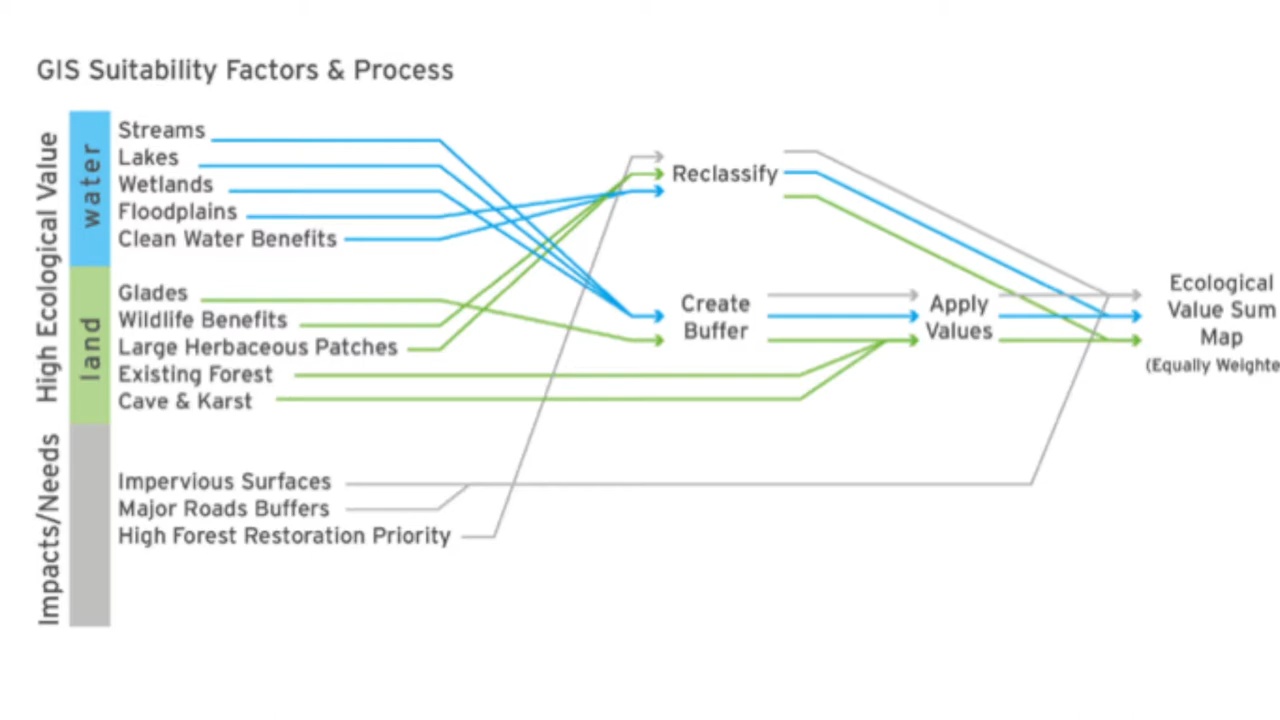 GIS Suitability Factors & Process
High Ecological Value
water
Streams
Lakes
Wetlands
Floodplains
Clean Water Benefits
land
Glades
Wildlife Benefits
Large Herbaceous Patches
Existing Forest
Cave & Karst
Impacts/Needs
Impervious Surfaces
Major Roads Buffers
High Forest Restoration Priority
Reclassify
Create
Buffer
Apply
Values
Ecological
Value Sum
Map
(Equally Weighte